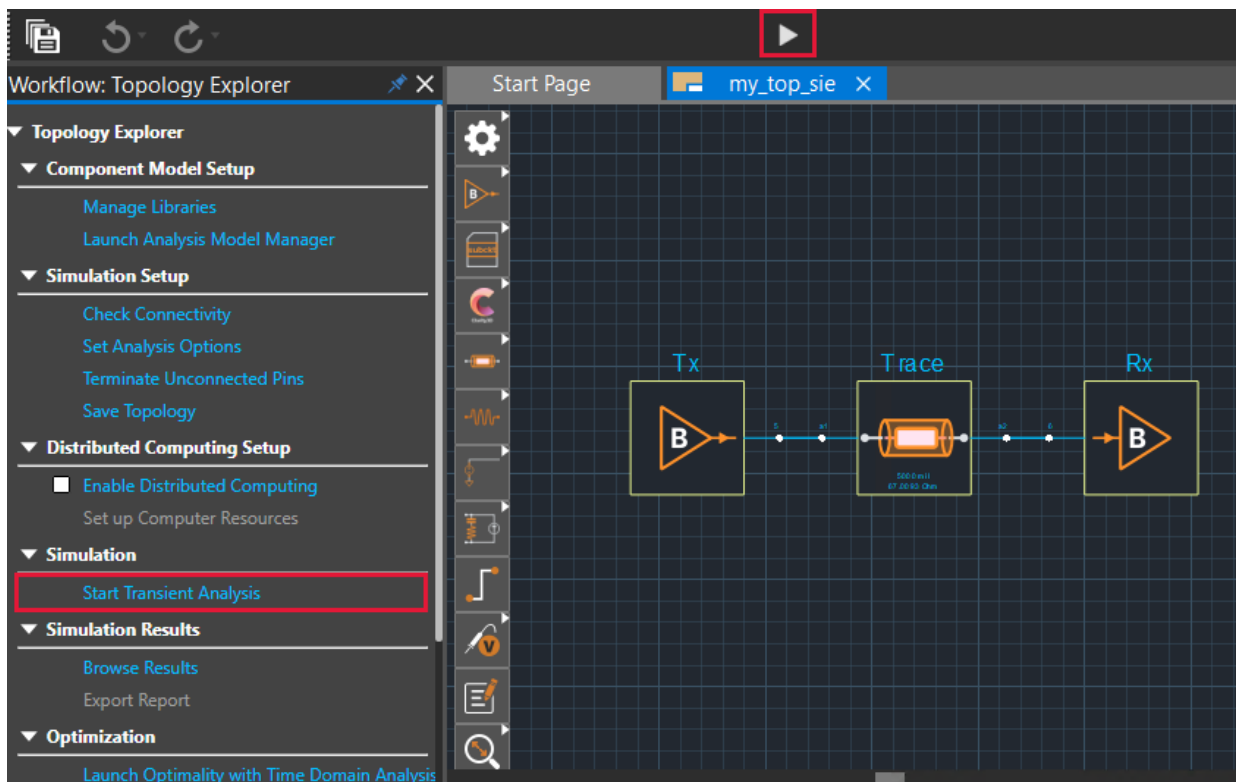 Workflow: Topology Explorer
Start Page
my_top_sie
Topology Explorer
Component Model Setup
Manage Libraries
Launch Analysis Model Manager
Simulation Setup
Check Connectivity
Set Analysis Options
Terminate Unconnected Pins
Save Topology
Distributed Computing Setup
Enable Distributed Computing
Set up Computer Resources
Simulation
Start Transient Analysis
Simulation Results
Browse Results
Export Report
Optimization
Launch Optimality with Time Domain Analysis
B
subckt
V
Tx
Trace
Rx
B
B